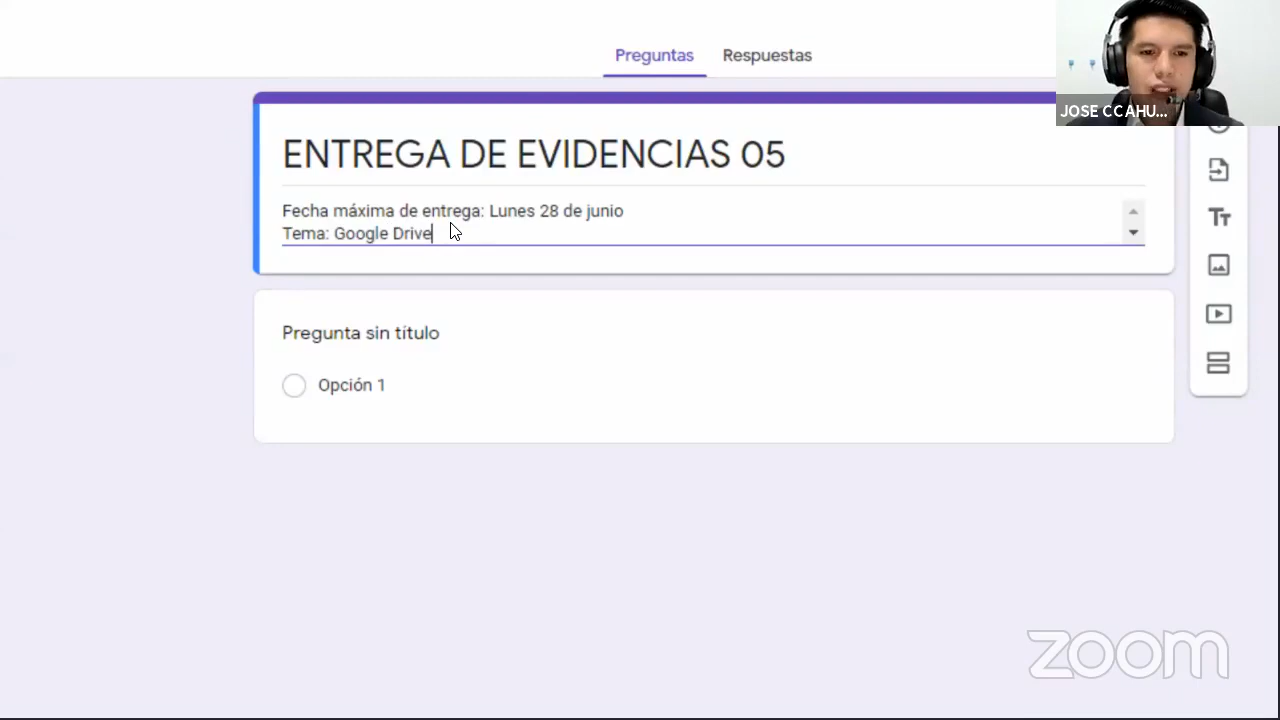 Preguntas Respuestas
JOSE CCAHU...
ENTREGA DE EVIDENCIAS 05
Fecha máxima de entrega: Lunes 28 de junio
Tema: Google Drive
Tт
Pregunta sin título
Opción 1
zoom